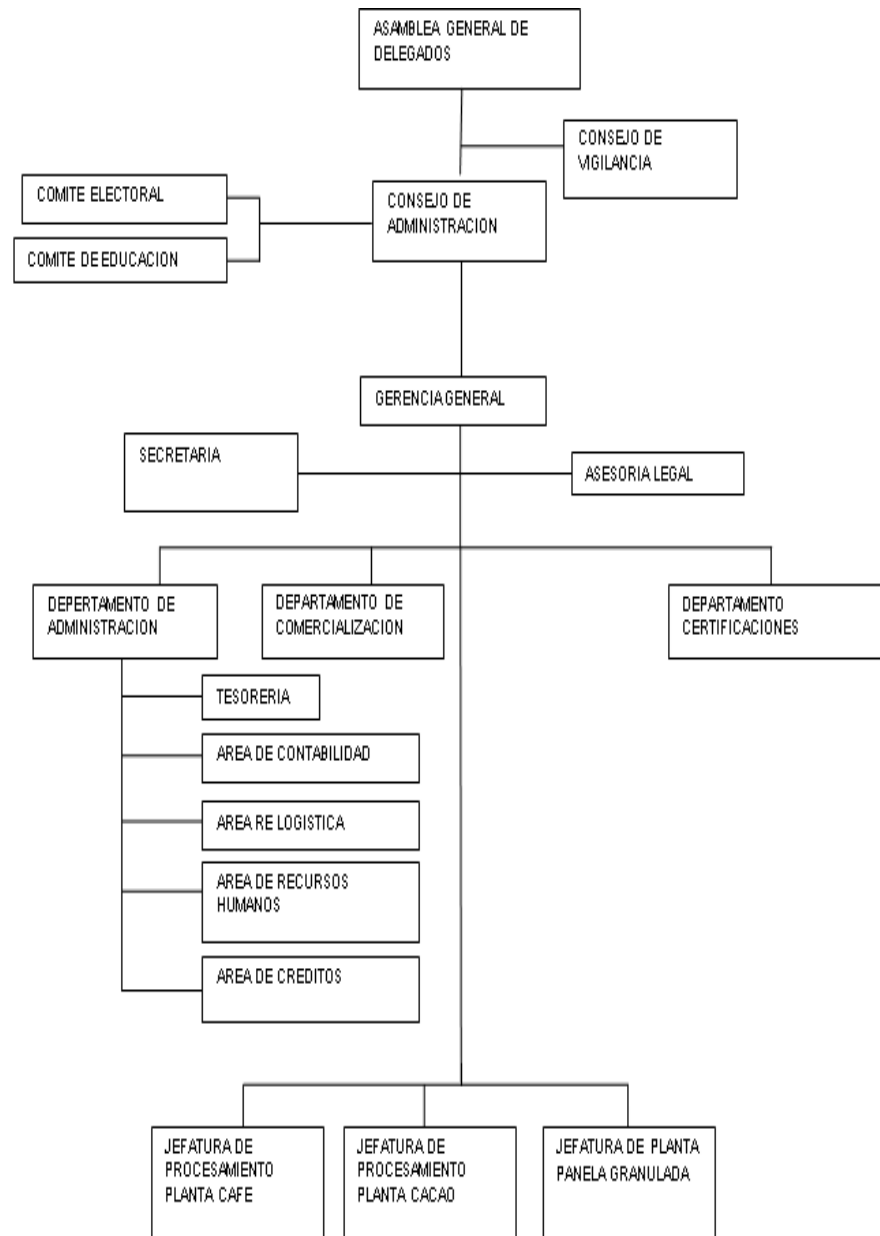 ASAMBLEA GENERAL DE
DELEGADOS
CONSEJO DE
VIGILANCIA
COMITE ELECTORAL
CONSEJO DE
ADMINISTRACION
COMITE DE EDUCACION
GERENCIA GENERAL
SECRETARIA
ASESORIA LEGAL
DEPERTAMENTO DE
ADMINISTRACION
DEPARTAMENTO DE
COMERCIALIZACION
DEPARTAMENTO
CERTIFICACIONES
TESORERIA
AREA DE CONTABILIDAD
AREA RE LOGISTICA
AREA DE RECURSOS
HUMANOS
AREA DE CREDITOS
JEFATURA DE
PROCESAMIENTO
PLANTA CAFE
JEFATURA DE
PROCESAMIENTO
PLANTA CACAO
JEFATURA DE PLANTA
PANELA GRANULADA